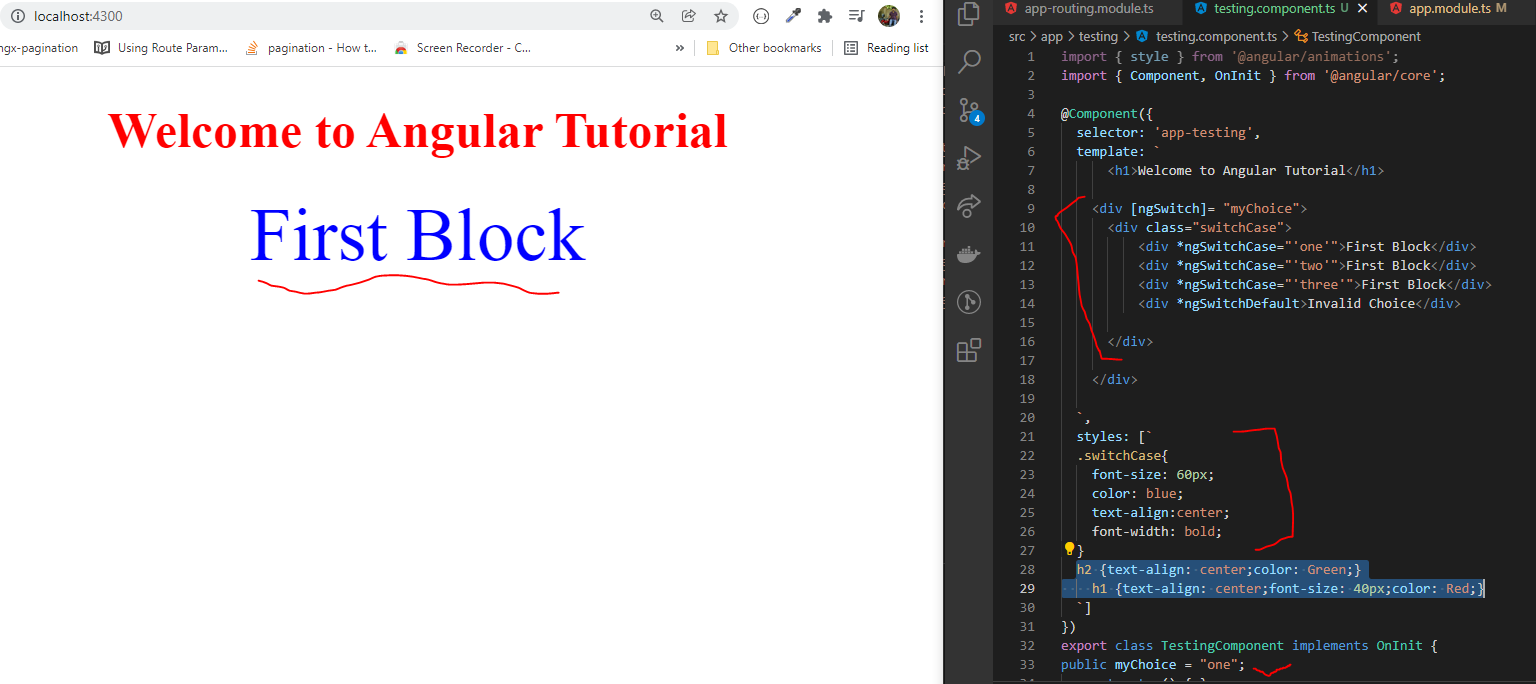 localhost:4300
ngx-pagination Using Route Param... pagination - How t... Screen Recorder - C... » Other bookmarks Reading list
Welcome to Angular Tutorial
First Block
app-routing.module.ts testing.component.ts U app.module.ts M
src > app > testing > testing.component.ts > TestingComponent
4
1 import { style } from '@angular/animations';
2 import { Component, OnInit } from '@angular/core';
3
4 @Component({
5 selector: 'app-testing',
6 template: `
7 <h1>Welcome to Angular Tutorial</h1>
8
9 <div [ngSwitch]= "myChoice">
10 <div class="switchCase">
11 <div *ngSwitchCase="'one'">First Block</div>
12 <div *ngSwitchCase="'two'">First Block</div>
13 <div *ngSwitchCase="'three'">First Block</div>
14 <div *ngSwitchDefault>Invalid Choice</div>
15
16 </div>
17
18 </div>
19
20 `,
21 styles: [`
22 .switchCase{
23 font-size: 60px;
24 color: blue;
25 text-align:center;
26 font-width: bold;
27 }
28 h2 {text-align: center;color: Green;}
29 h1 {text-align: center;font-size: 40px;color: Red;}
30 `]
31 })
32 export class TestingComponent implements OnInit {
33 public myChoice = "one";